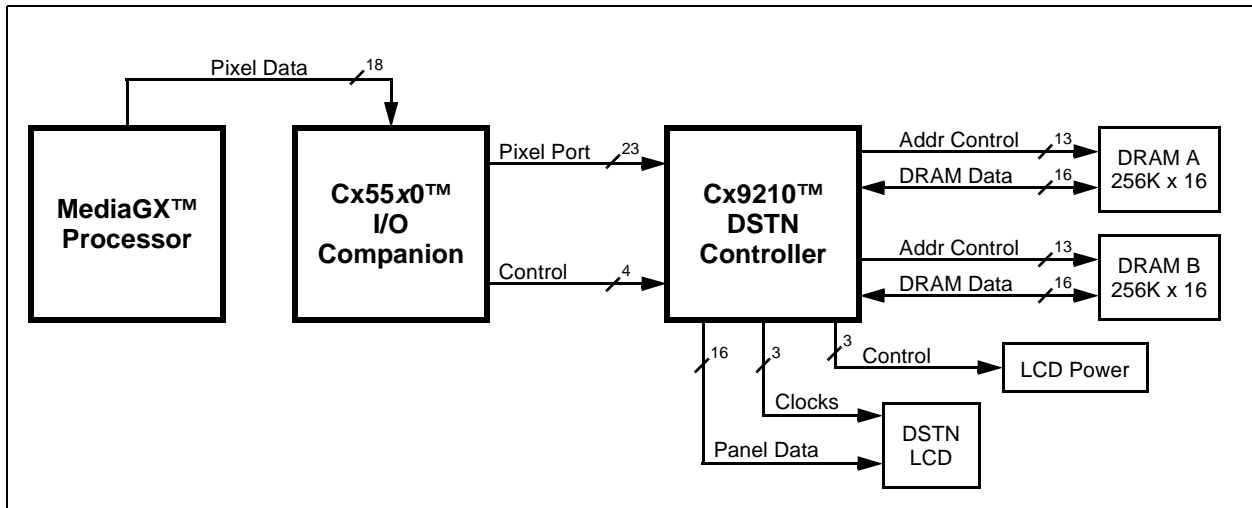 Pixel Data
18
MediaGX™
Processor
Cx55x0™
I/O
Companion
Pixel Port
23
Control
4
Cx9210™
DSTN
Controller
Addr Control
13
DRAM Data
16
DRAM A
256K x 16
Addr Control
13
DRAM Data
16
DRAM B
256K x 16
16
3
3
Control
LCD Power
Clocks
Panel Data
DSTN
LCD